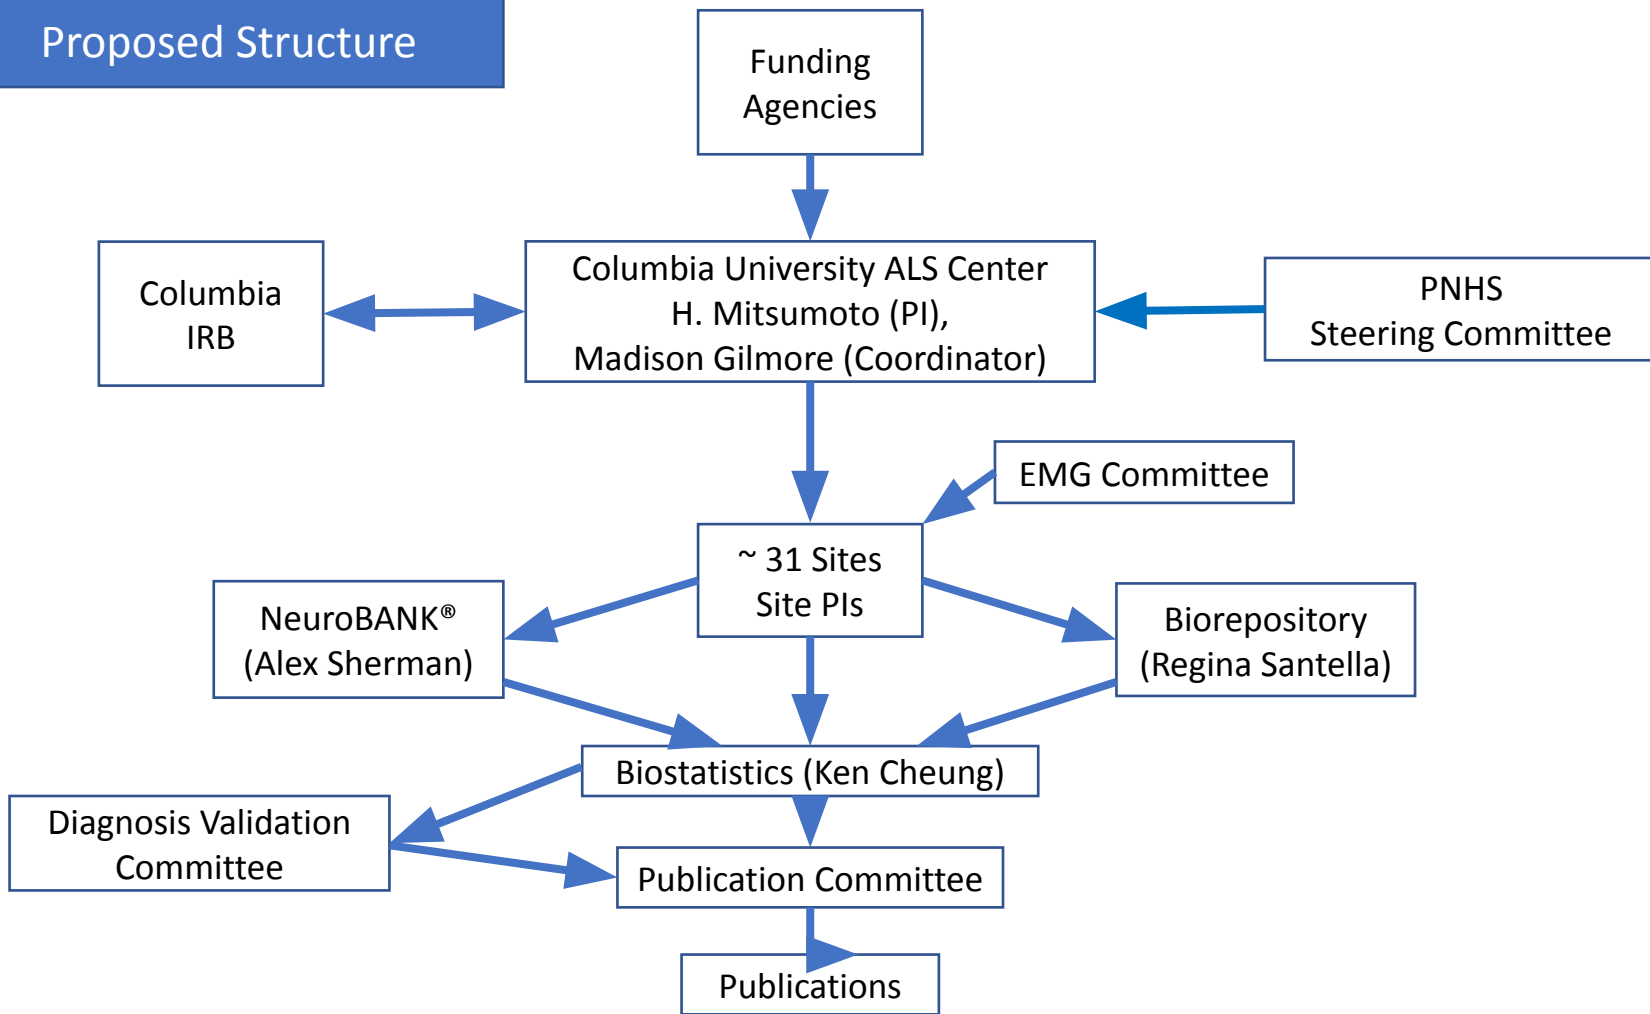 Proposed Structure
Funding
Agencies
Columbia
IRB
Columbia University ALS Center
H. Mitsumoto (PI),
Madison Gilmore (Coordinator)
PNHS
Steering Committee
EMG Committee
~ 31 Sites
Site PIs
NeuroBANK®
(Alex Sherman)
Biorepository
(Regina Santella)
Biostatistics (Ken Cheung)
Diagnosis Validation
Committee
Publication Committee
Publications